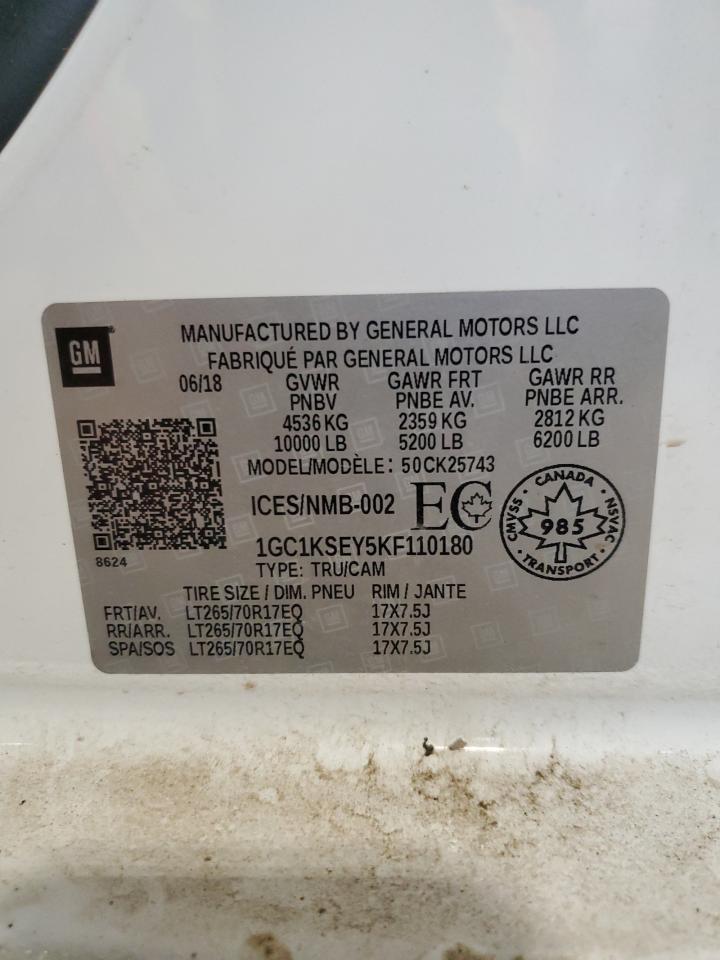 GM
MANUFACTURED BY GENERAL MOTORS LLC
FABRIQUÉ PAR GENERAL MOTORS LLC
06/18 GVWR GAWR FRT GAWR RR
PNBV PNBE AV. PNBE ARR.
4536 KG 2359 KG 2812 KG
10000 LB 5200 LB 6200 LB
MODEL/MODÈLE: 50CK25743
ICES/NMB-002 EC
CANADA
CMVSS 985 NSVAC
TRANSPORT
8624
1GC1KSEY5KF110180
TYPE: TRU/CAM
TIRE SIZE / DIM. PNEU RIM / JANTE
FRT/AV. LT265/70R17EQ 17X7.5J
RR/ARR. LT265/70R17EQ 17X7.5J
SPA/SOS LT265/70R17EQ 17X7.5J